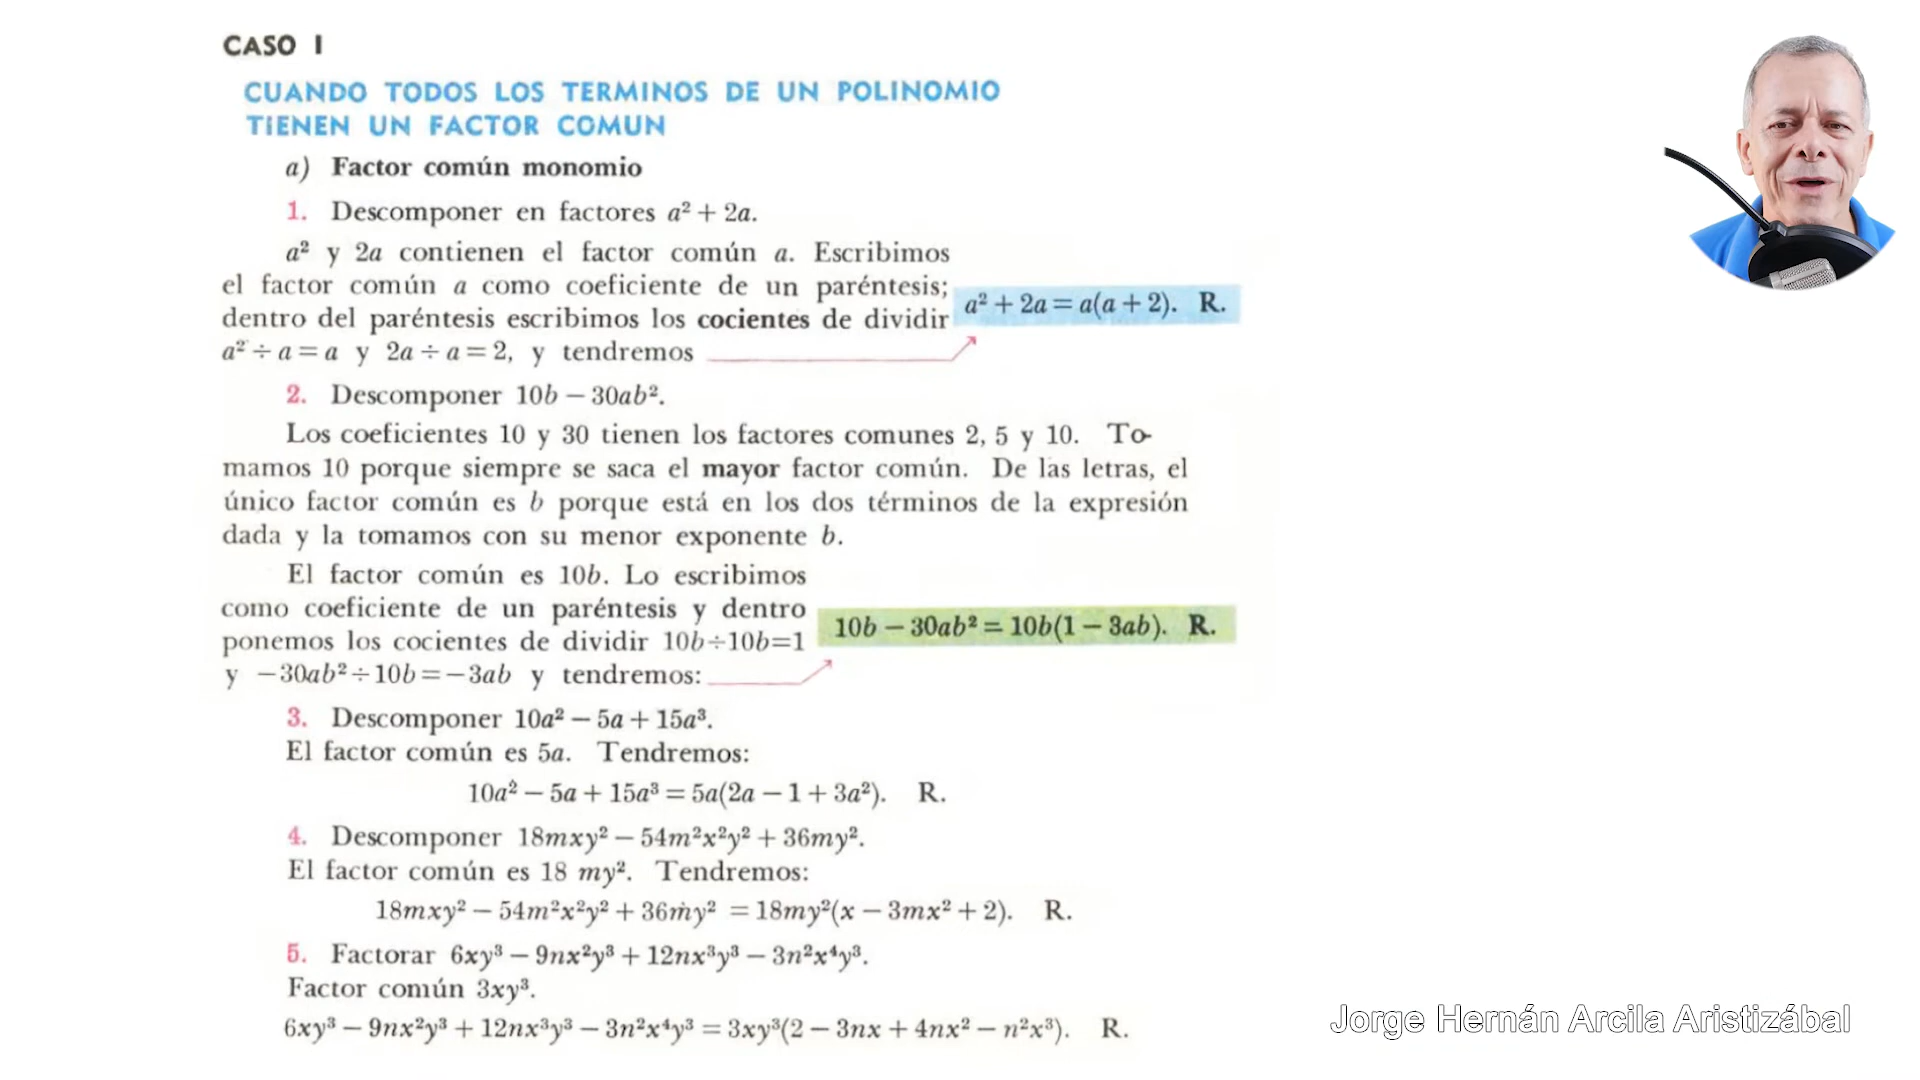 CASO I
CUANDO TODOS LOS TERMINOS DE UN POLINOMIO
TIENEN UN FACTOR COMUN
a) Factor común monomio
1. Descomponer en factores a² + 2a.
a² y 2a contienen el factor común a. Escribimos
el factor común a como coeficiente de un paréntesis;
dentro del paréntesis escribimos los cocientes de dividir
a² ÷ a = a y 2a ÷ a = 2, y tendremos
a² + 2a = a(a + 2). R.
2. Descomponer 10b − 30ab².
Los coeficientes 10 y 30 tienen los factores comunes 2, 5 y 10. To-
mamos 10 porque siempre se saca el mayor factor común. De las letras, el
único factor común es b porque está en los dos términos de la expresión
dada y la tomamos con su menor exponente b.
El factor común es 10b. Lo escribimos
como coeficiente de un paréntesis y dentro
ponemos los cocientes de dividir 10b÷10b=1
y −30ab² ÷ 10b = −3ab y tendremos:
10b − 30ab² = 10b(1 − 3ab). R.
3. Descomponer 10a² − 5a + 15a³.
El factor común es 5a. Tendremos:
10a² − 5a + 15a³ = 5a(2a − 1 + 3a²). R.
4. Descomponer 18mxy² − 54m²x²y² + 36my².
El factor común es 18 my². Tendremos:
18mxy² − 54m²x²y² + 36my² = 18my²(x − 3mx² + 2). R.
5. Factorar 6xy³ − 9nx²y³ + 12nx³y³ − 3n²x⁴y³.
Factor común 3xy³.
6xy³ − 9nx²y³ + 12nx³y³ − 3n²x⁴y³ = 3xy³(2 − 3nx + 4nx² − n²x³). R.
Jorge Hernán Arcila Aristizábal